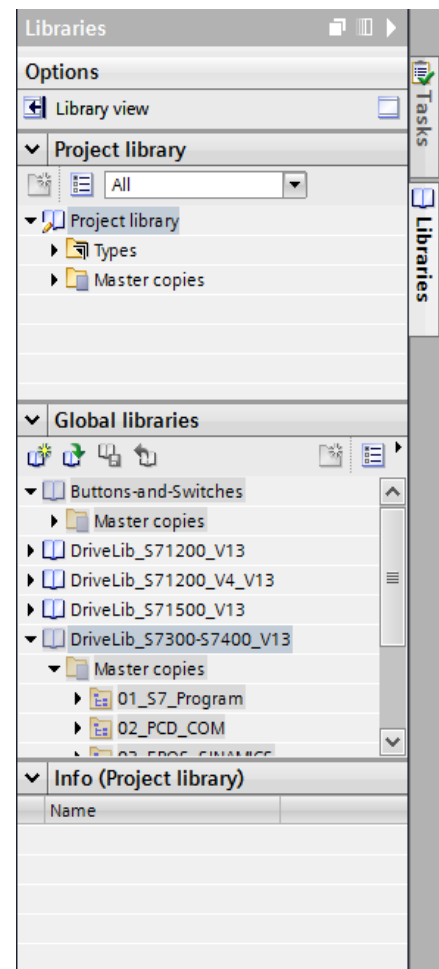 Libraries
Options
Library view
Project library
All
Project library
Types
Master copies
Global libraries
Buttons-and-Switches
Master copies
DriveLib_S71200_V13
DriveLib_S71200_V4_V13
DriveLib_S71500_V13
DriveLib_S7300-S7400_V13
Master copies
01_S7_Program
02_PCD_COM
Info (Project library)
Name
Tasks
Libraries